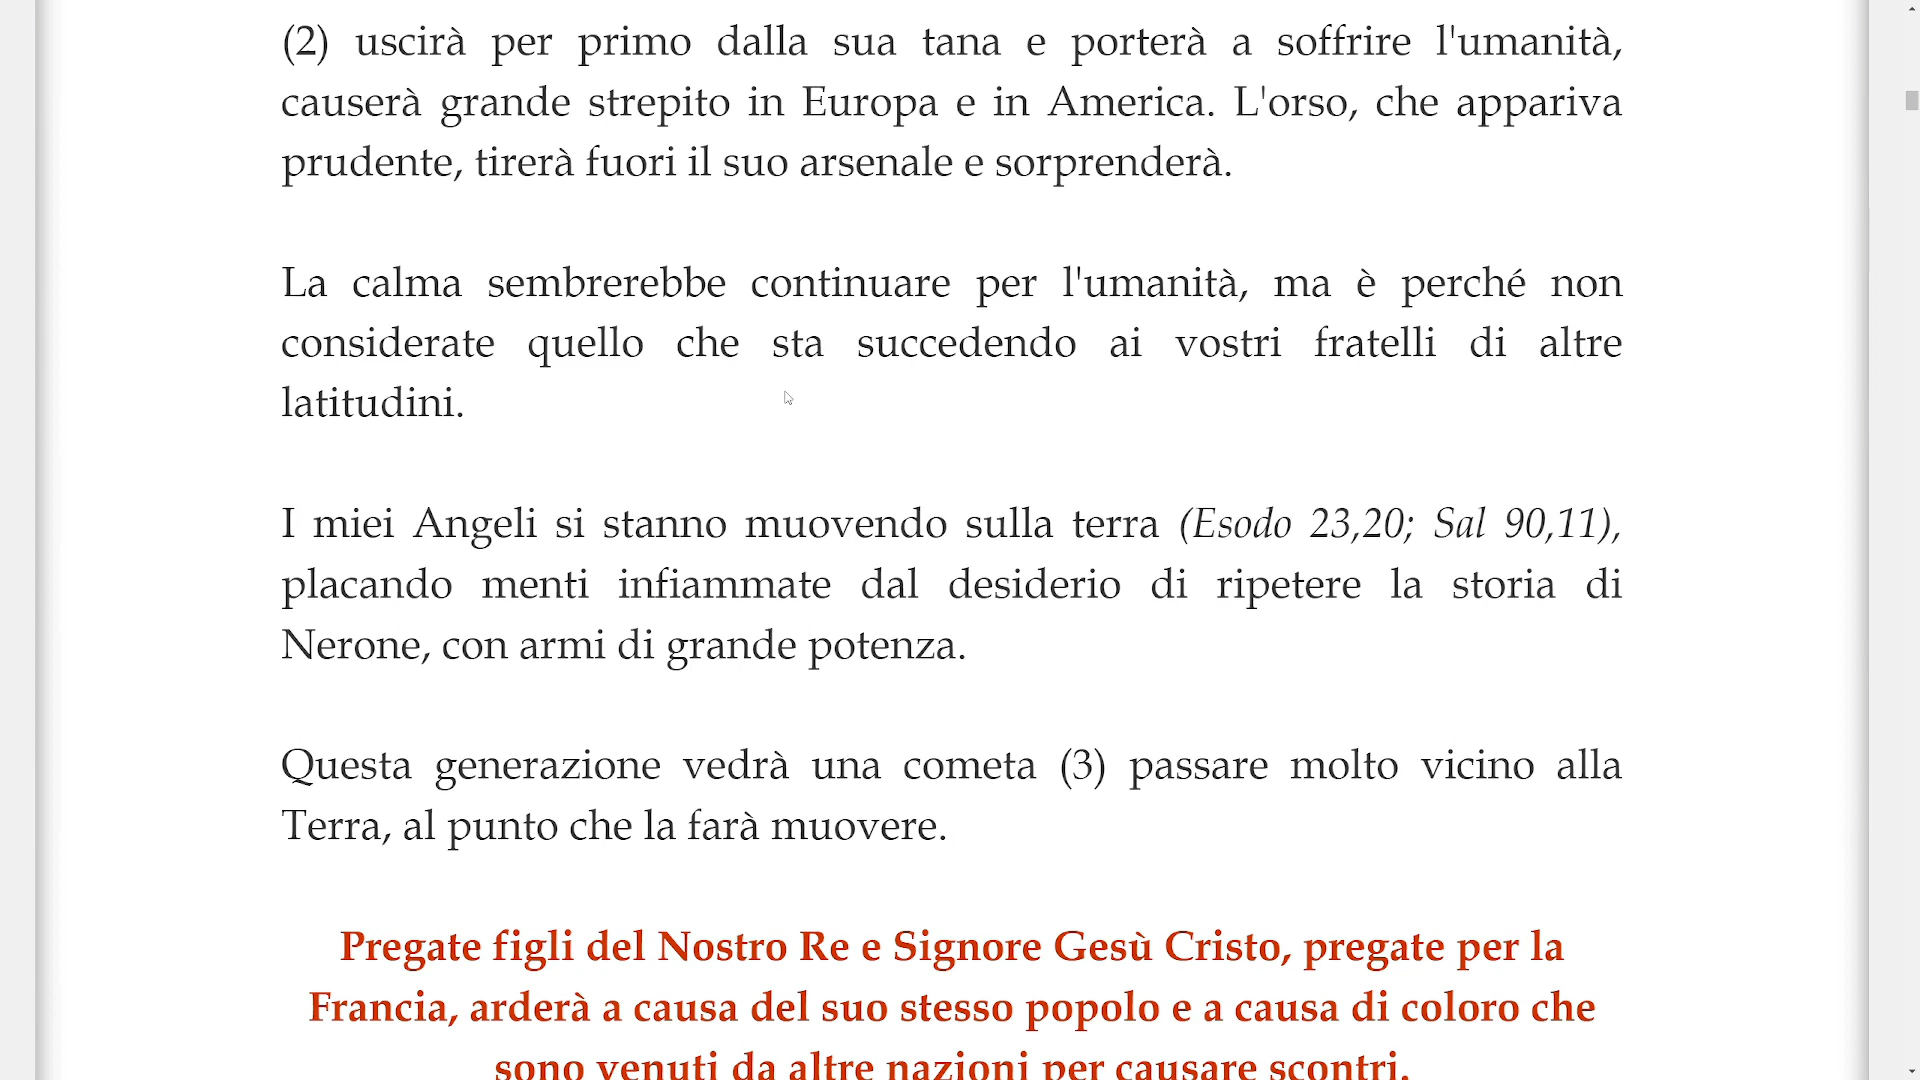 (2) uscirà per primo dalla sua tana e porterà a soffrire l'umanità,
causerà grande strepito in Europa e in America. L'orso, che appariva
prudente, tirerà fuori il suo arsenale e sorprenderà.
La calma sembrerebbe continuare per l'umanità, ma è perché non
considerate quello che sta succedendo ai vostri fratelli di altre
latitudini.
I miei Angeli si stanno muovendo sulla terra (Esodo 23,20; Sal 90,11),
placando menti infiammate dal desiderio di ripetere la storia di
Nerone, con armi di grande potenza.
Questa generazione vedrà una cometa (3) passare molto vicino alla
Terra, al punto che la farà muovere.
Pregate figli del Nostro Re e Signore Gesù Cristo, pregate per la
Francia, arderà a causa del suo stesso popolo e a causa di coloro che
sono venuti da altre nazioni per causare scontri.